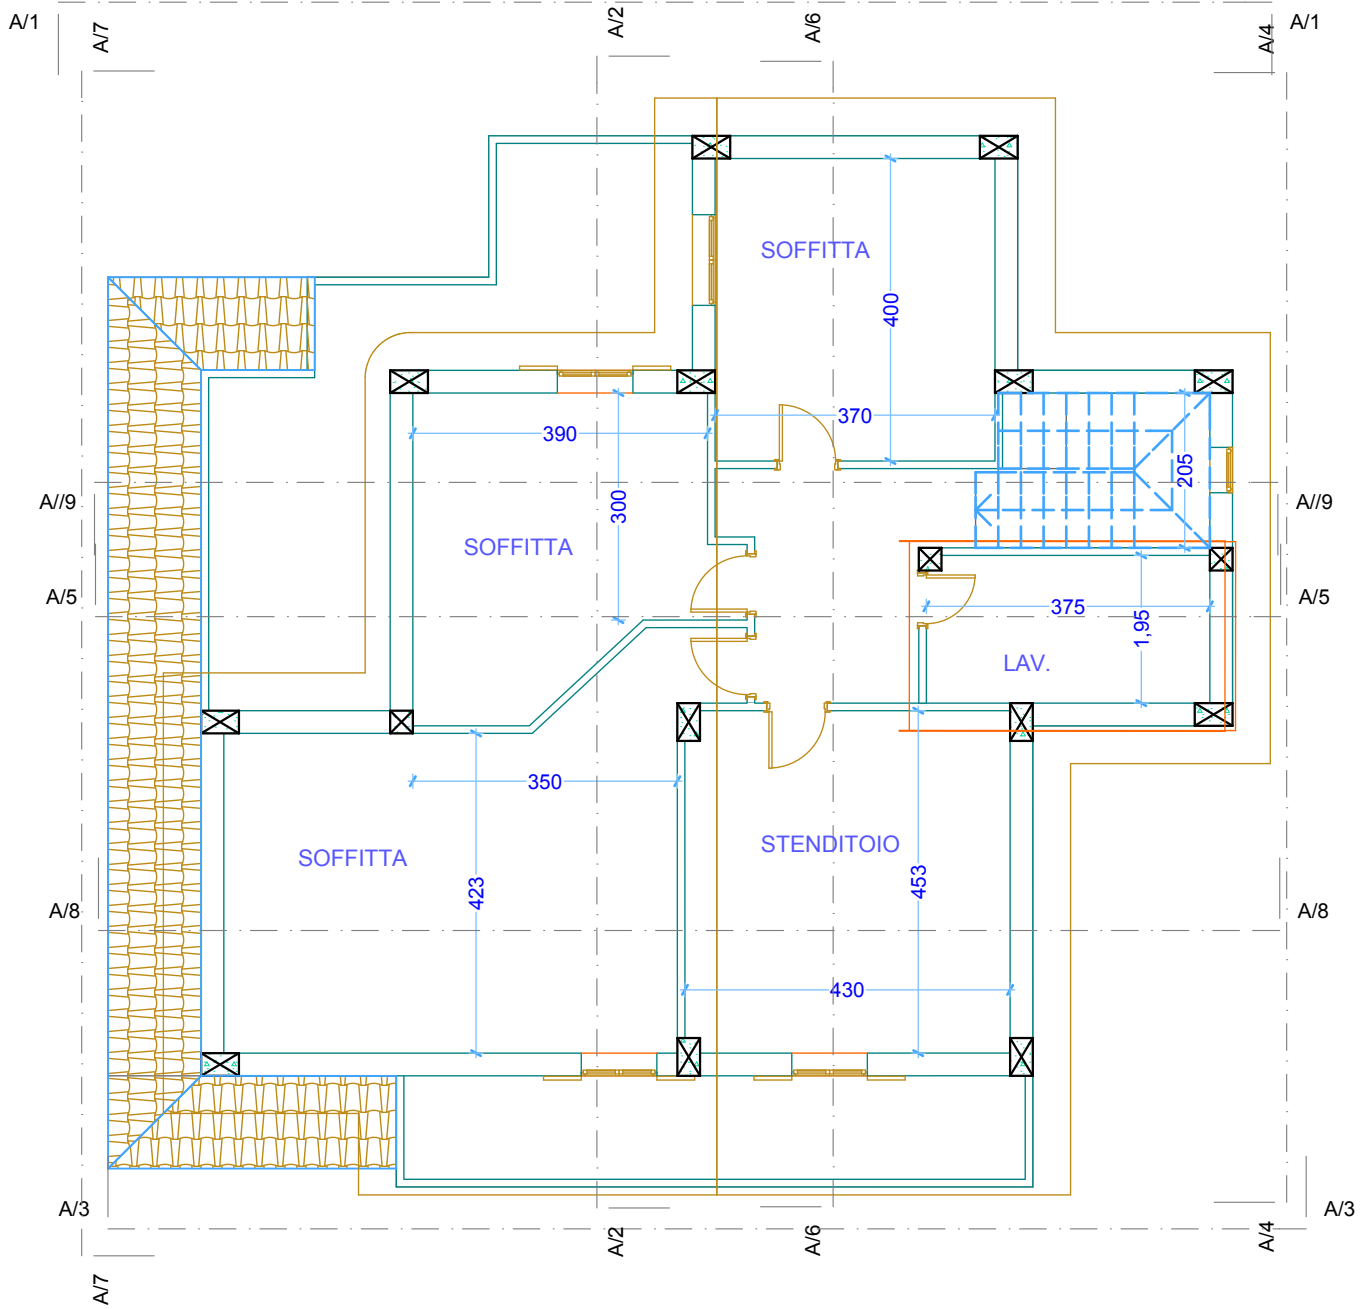 A/1
A/7
A/2
A/6
A/4
A/1
SOFFITTA
400
370
390
205
300
A//9
A//9
SOFFITTA
A/5
375
1,95
A/5
LAV.
350
STENDITOIO
SOFFITTA
423
453
A/8
A/8
430
A/3
A/3
A/2
A/6
A/4
A/7